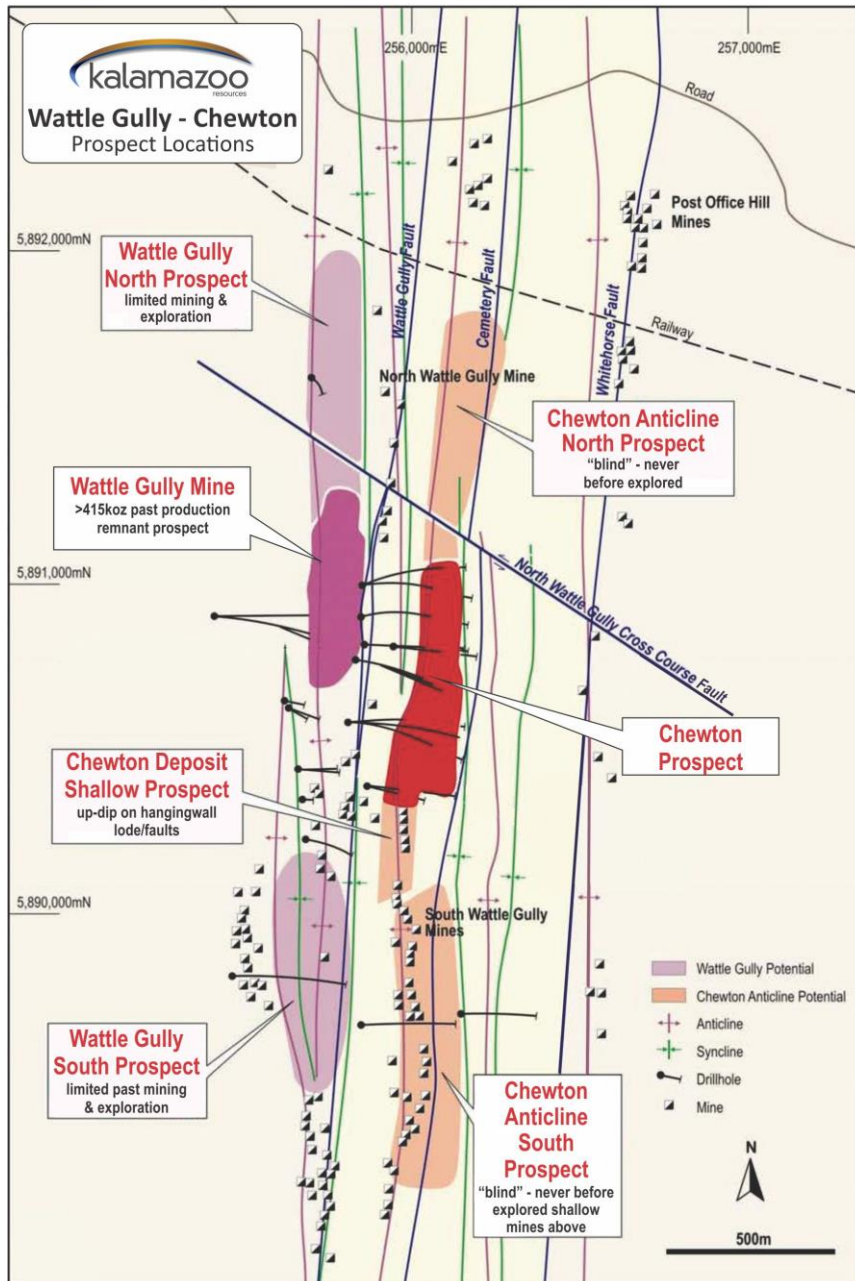 256,000mE
257,000mE
kalamazoo
resources
Wattle Gully - Chewton
Prospect Locations
Road
Post Office Hill
Mines
5,892,000mN
Wattle Gully
North Prospect
limited mining &
exploration
Wattle Gully Fault
Cemetery Fault
Whitehorse Fault
Railway
North Wattle Gully Mine
Chewton Anticline
North Prospect
“blind” - never
before explored
Wattle Gully Mine
>415koz past production
remnant prospect
5,891,000mN
North Wattle Gully Cross Course Fault
Chewton
Prospect
Chewton Deposit
Shallow Prospect
up-dip on hangingwall
lode/faults
5,890,000mN
South Wattle Gully
Mines
Wattle Gully
South Prospect
limited past mining
& exploration
Chewton
Anticline
South
Prospect
“blind” - never before
explored shallow
mines above
Wattle Gully Potential
Chewton Anticline Potential
Anticline
Syncline
Drillhole
Mine
N
500m